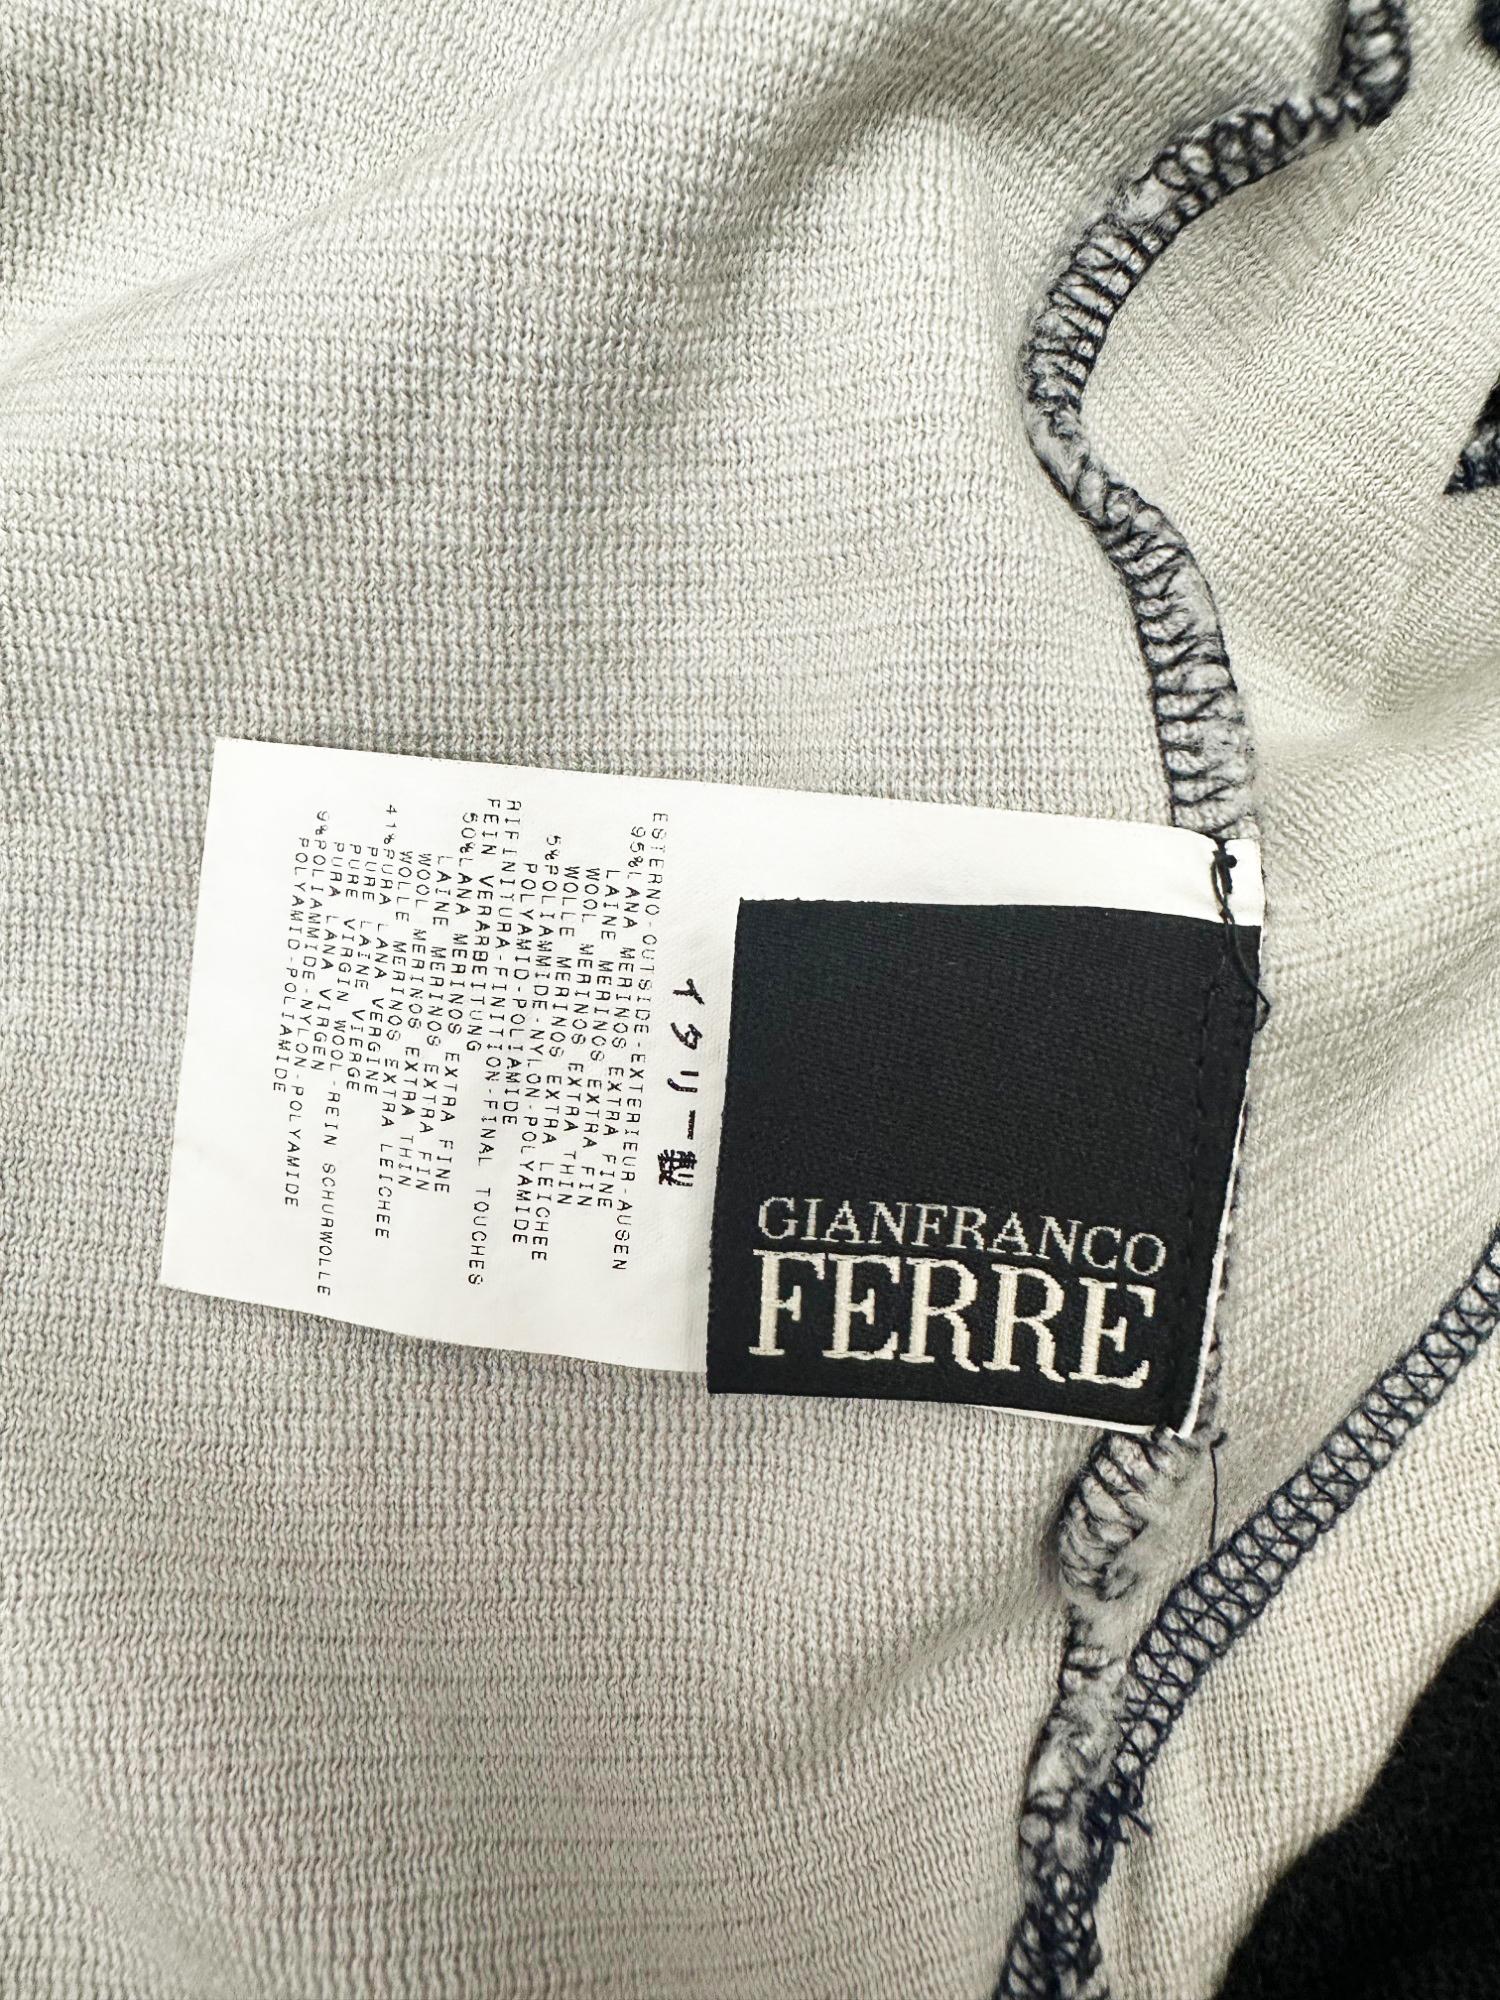 GIANFRANCO
FERRE
イタリー製
ESTERNO-OUTSIDE-EXTERIEUR-AUSEN
95%LANA MERINOS EXTRA FINE
LAINE MERINOS EXTRA FIN
WOOL MERINOS EXTRA THIN
WOLLE MERINOS EXTRA LEICHEE
5%POLIAMMIDE-NYLON-POLYAMIDE
POLYAMID-POLIAMIDE
RIFINITURA-FINITION-FINAL TOUCHES
FEIN VERARBEITUNG
50%LANA MERINOS EXTRA FINE
LAINE MERINOS EXTRA FIN
WOOL MERINOS EXTRA THIN
WOLLE MERINOS EXTRA LEICHEE
41%PURA LANA VERGINE
PURE LAINE VIERGE
PURE VIRGIN WOOL-REIN SCHURWOLLE
PURA LANA VIRGEN
9%POLIAMMIDE-NYLON-POLYAMIDE
POLYAMID-POLIAMIDE